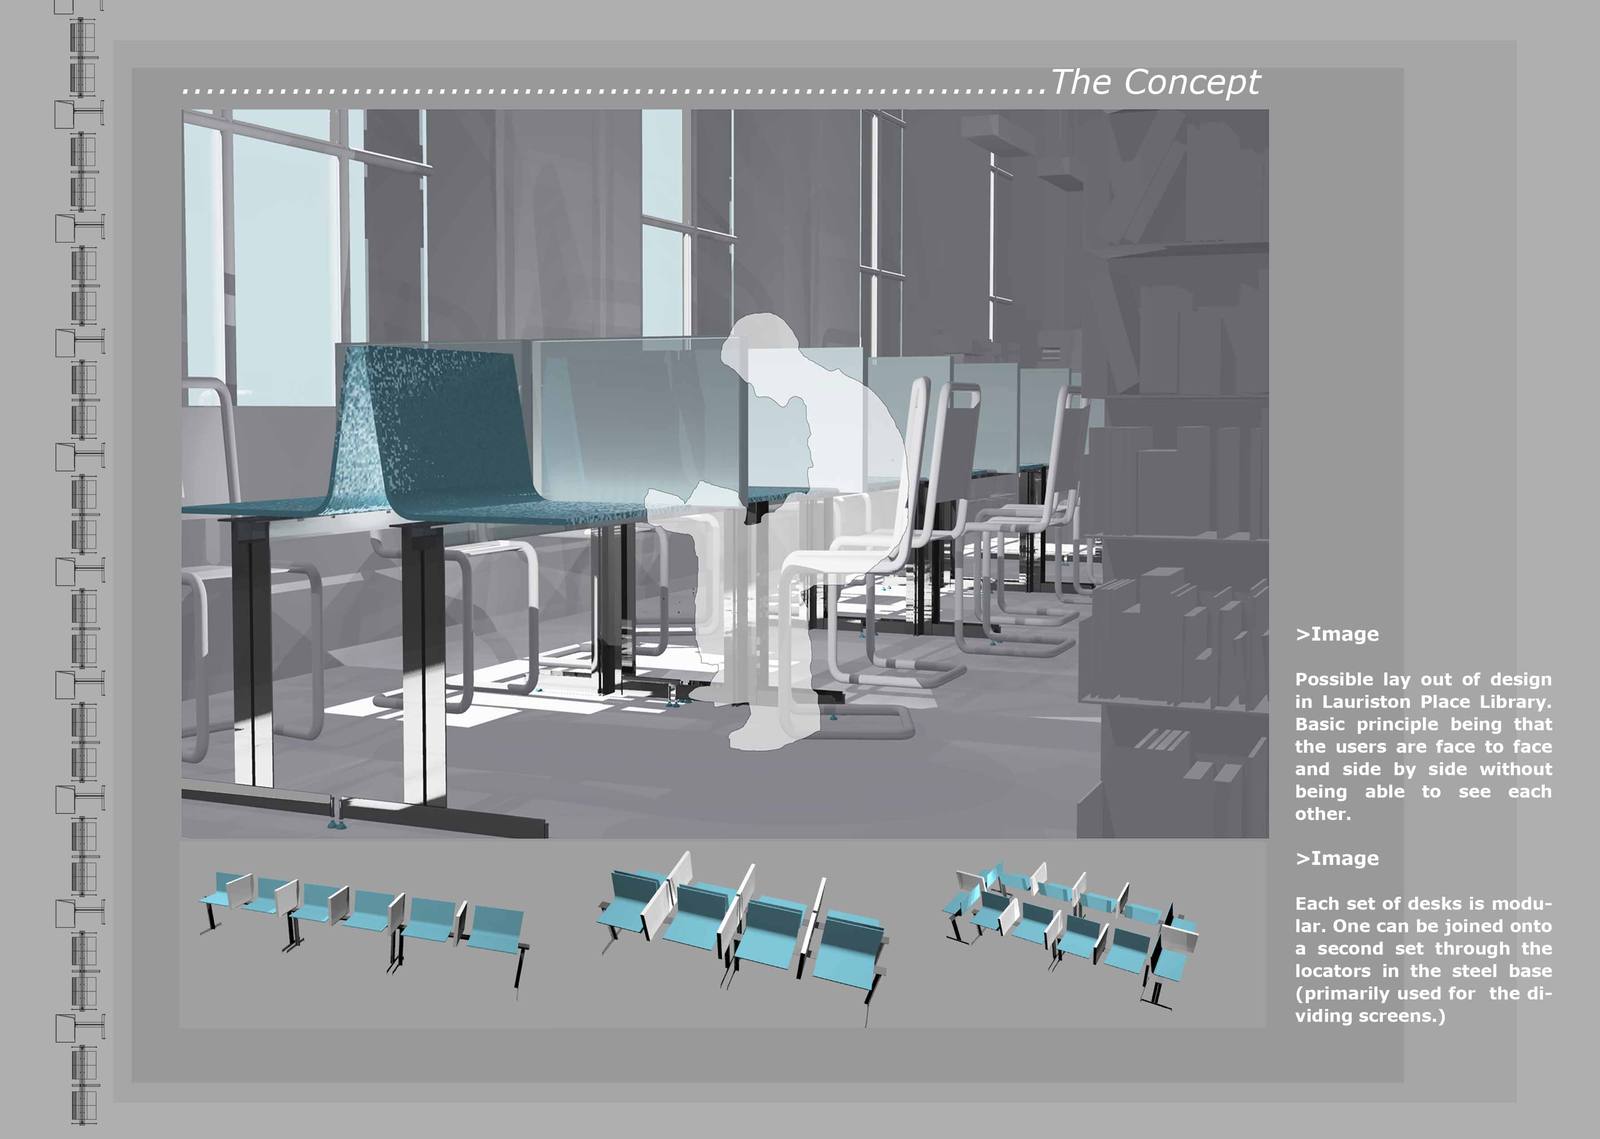 .......................................................................The Concept
>Image
Possible lay out of design
in Lauriston Place Library.
Basic principle being that
the users are face to face
and side by side without
being able to see each
other.
>Image
Each set of desks is modu-
lar. One can be joined onto
a second set through the
locators in the steel base
(primarily used for  the di-
viding screens.)